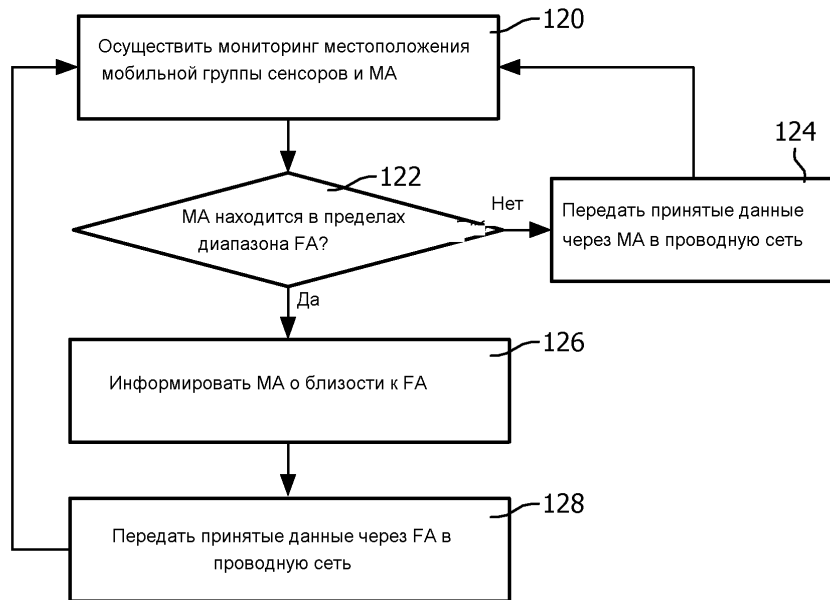 120
Осуществить мониторинг местоположения
мобильной группы сенсоров и МА
122
МА находится в пределах
диапазона FA?
Нет
124
Передать принятые данные
через МА в проводную сеть
Да
126
Информировать МА о близости к FA
128
Передать принятые данные через FA в
проводную сеть